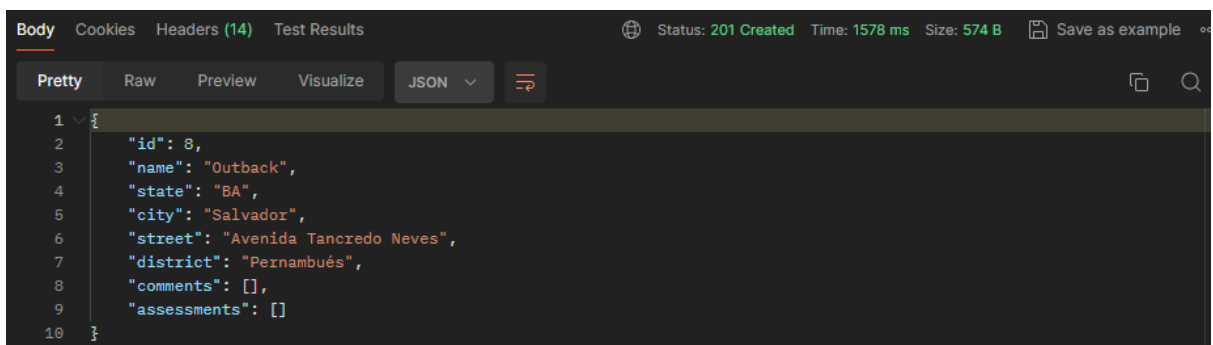 Body Cookies Headers (14) Test Results Status: 201 Created Time: 1578 ms Size: 574 B Save as example
Pretty Raw Preview Visualize JSON
1 {
2 "id": 8,
3 "name": "Outback",
4 "state": "BA",
5 "city": "Salvador",
6 "street": "Avenida Tancredo Neves",
7 "district": "Pernambués",
8 "comments": [],
9 "assessments": []
10 }